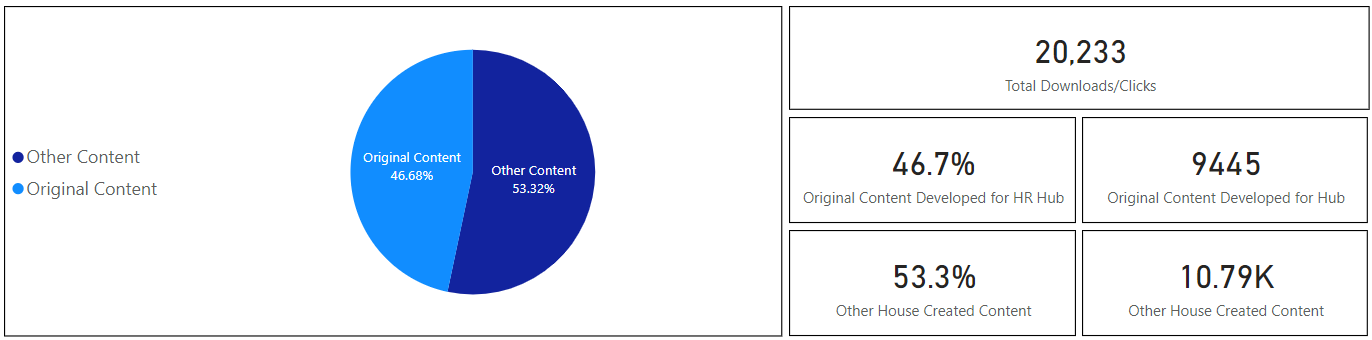 Other Content
Original Content
Original Content
46.68%
Other Content
53.32%
20,233
Total Downloads/Clicks
46.7%
Original Content Developed for HR Hub
9445
Original Content Developed for Hub
53.3%
Other House Created Content
10.79K
Other House Created Content